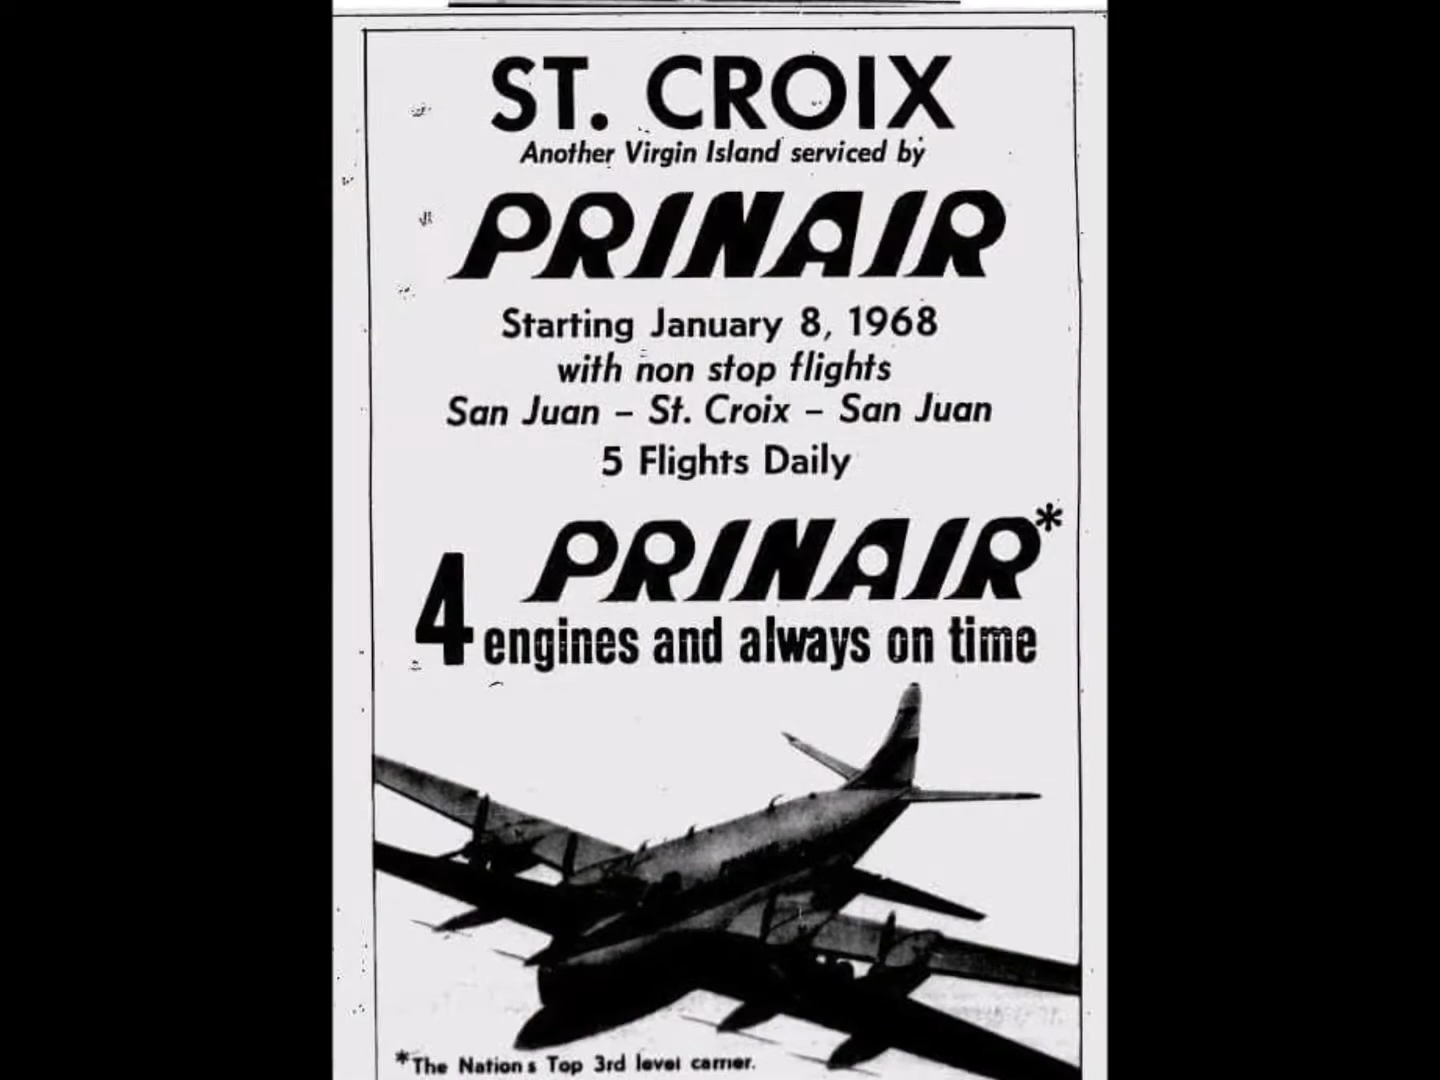 ST. CROIX
Another Virgin Island serviced by
PRINAIR
Starting January 8, 1968
with non stop flights
San Juan – St. Croix – San Juan
5 Flights Daily
PRINAIR*
4 engines and always on time
*The Nation s Top 3rd level carrier.